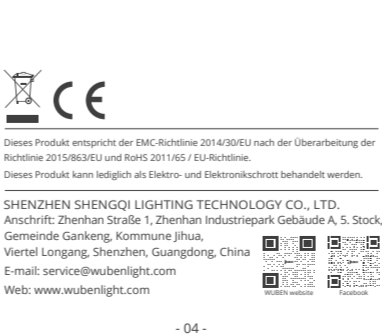 CE
Dieses Produkt entspricht der EMC-Richtlinie 2014/30/EU nach der Überarbeitung der
Richtlinie 2015/863/EU und RoHS 2011/65 / EU-Richtlinie.
Dieses Produkt kann lediglich als Elektro- und Elektronikschrott behandelt werden.
SHENZHEN SHENGQI LIGHTING TECHNOLOGY CO., LTD.
Anschrift: Zhenhan Straße 1, Zhenhan Industriepark Gebäude A, 5. Stock,
Gemeinde Gankeng, Kommune Jihua,
Viertel Longang, Shenzhen, Guangdong, China
E-mail: service@wubenlight.com
Web: www.wubenlight.com
WUBEN website
Facebook
- 04 -